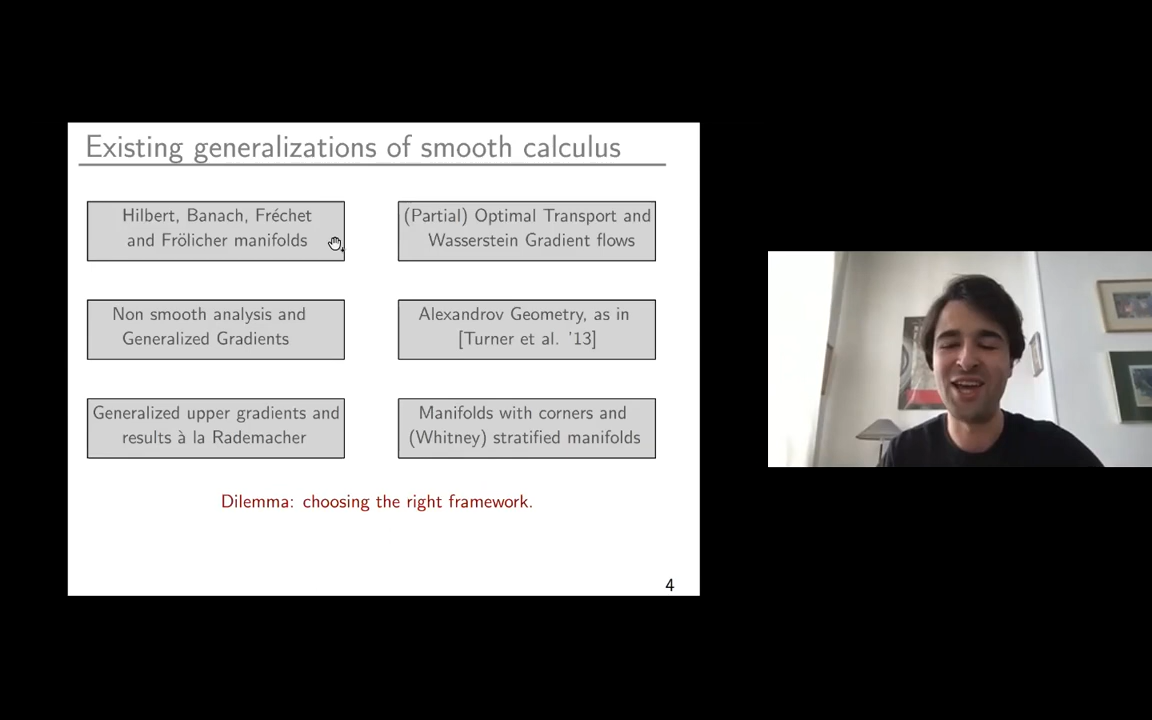 Existing generalizations of smooth calculus
Hilbert, Banach, Fréchet
and Frölicher manifolds
(Partial) Optimal Transport and
Wasserstein Gradient flows
Non smooth analysis and
Generalized Gradients
Alexandrov Geometry, as in
[Turner et al. '13]
Generalized upper gradients and
results à la Rademacher
Manifolds with corners and
(Whitney) stratified manifolds
Dilemma: choosing the right framework.
4